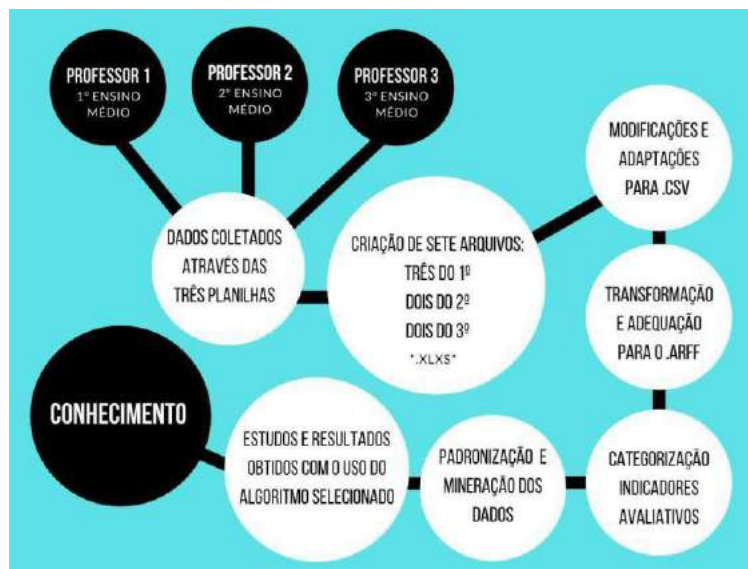 PROFESSOR 1
1º ENSINO
MÉDIO
PROFESSOR 2
2º ENSINO
MÉDIO
PROFESSOR 3
3º ENSINO
MÉDIO
DADOS COLETADOS
ATRAVÉS DAS
TRÊS PLANILHAS
CRIAÇÃO DE SETE ARQUIVOS:
TRÊS DO 1º
DOIS DO 2º
DOIS DO 3º
".XLXS"
MODIFICAÇÕES E
ADAPTAÇÕES
PARA .CSV
TRANSFORMAÇÃO
E ADEQUAÇÃO
PARA O .ARFF
CATEGORIZAÇÃO
INDICADORES
AVALIATIVOS
PADRONIZAÇÃO E
MINERAÇÃO DOS
DADOS
ESTUDOS E RESULTADOS
OBTIDOS COM O USO DO
ALGORITMO SELECIONADO
CONHECIMENTO